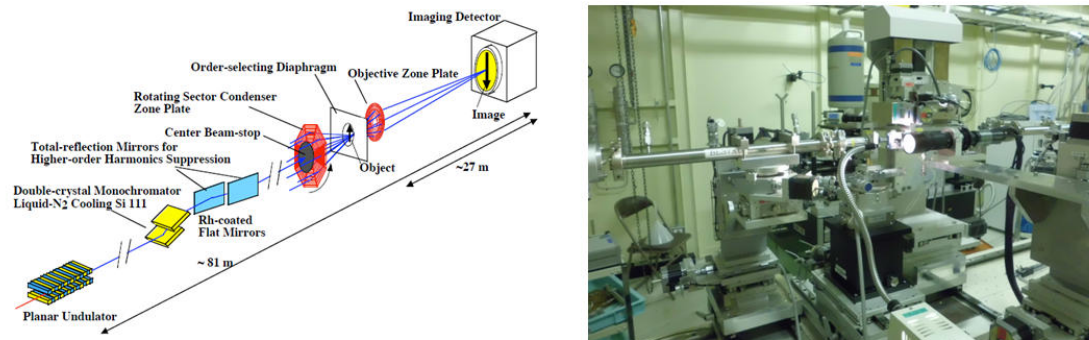 Imaging Detector
Order-selecting Diaphragm
Objective Zone Plate
Rotating Sector Condenser
Zone Plate
Image
Center Beam-stop
Total-reflection Mirrors for
Higher-order Harmonics Suppression
Object
~27 m
Double-crystal Monochromator
Liquid-N2 Cooling Si 111
Rh-coated
Flat Mirrors
~ 81 m
Planar Undulator